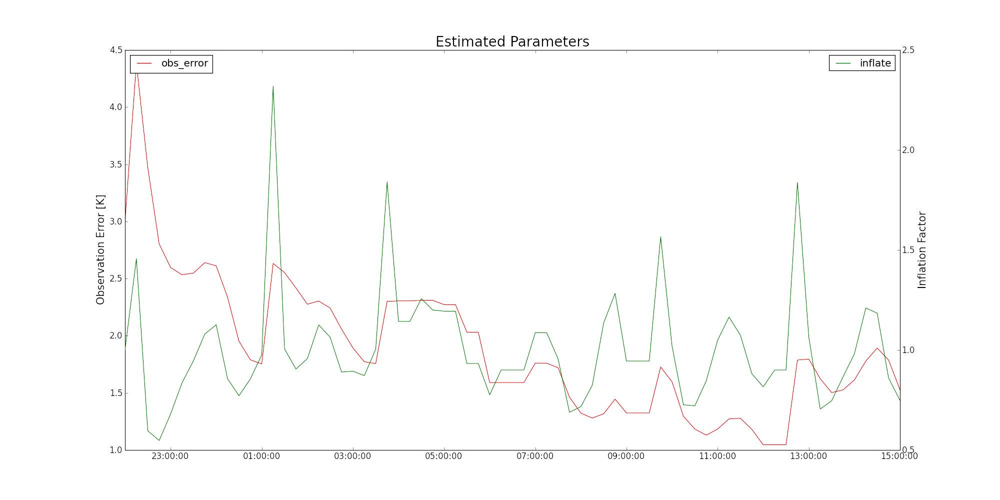 Estimated Parameters
4.5
4.0
3.5
3.0
2.5
2.0
1.5
1.0
Observation Error [K]
obs_error
inflate
2.5
2.0
1.5
1.0
0.5
Inflation Factor
23:00:00 01:00:00 03:00:00 05:00:00 07:00:00 09:00:00 11:00:00 13:00:00 15:00:00